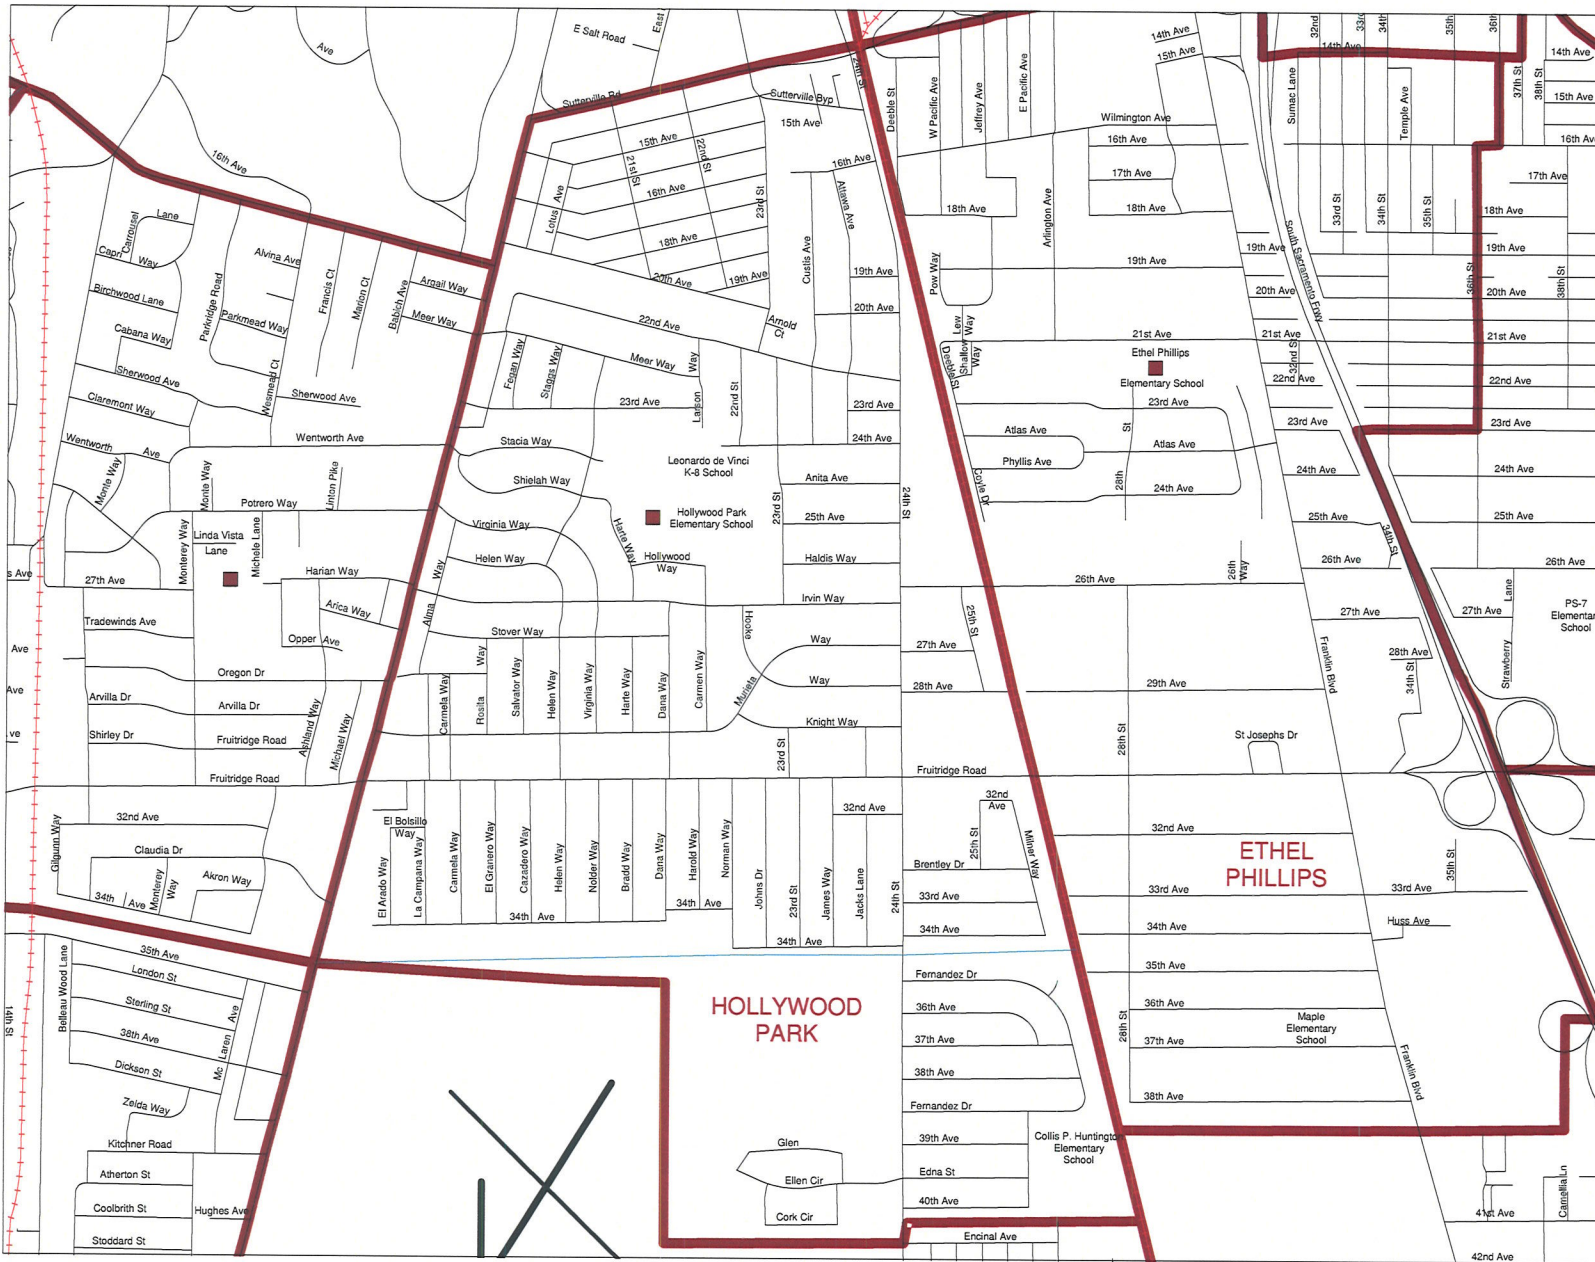 E Salt Road
East
Ave
Sutterville Rd
Sutterville Byp
24th St
Deeble St
W Pacific Ave
Jeffrey Ave
E Pacific Ave
14th Ave
15th Ave
32nd
33rd
34th
35th
36th
14th Ave
Sumac Lane
Temple Ave
37th St
38th St
14th Ave
15th Ave
16th Ave
Wilmington Ave
16th Ave
17th Ave
18th Ave
15th Ave
15th Ave
22nd St
21st St
16th Ave
16th Ave
Lotus Ave
18th Ave
20th Ave
19th Ave
23rd St
Custis Ave
Attawa Ave
19th Ave
20th Ave
Arnold
Ct
18th Ave
Pow Way
Arlington Ave
19th Ave
19th Ave
20th Ave
South Sacramento Frwy
33rd St
34th St
35th St
17th Ave
18th Ave
19th Ave
36th St
38th St
20th Ave
21st Ave
22nd Ave
23rd Ave
24th Ave
25th Ave
26th Ave
16th Ave
Lane
Carrousel
Capri
Way
Birchwood Lane
Cabana Way
Sherwood Ave
Claremont Way
Wentworth
Ave
Monte Way
Alvina Ave
Parkridge Road
Parkmead Way
Francis Ct
Marion Ct
Babich Ave
Argail Way
Meer Way
Wesmead Ct
Sherwood Ave
Wentworth Ave
Monte Way
Linton Pike
Potrero Way
Linda Vista
Lane
Monterey Way
Michele Lane
27th Ave
s Ave
Harian Way
Arica Way
Opper Ave
Tradewinds Ave
Ave
Ave
ve
Oregon Dr
Arvilla Dr
Arvilla Dr
Shirley Dr
Fruitridge Road
Fruitridge Road
Ashland Way
Michael Way
22nd Ave
Fegan Way
Staggs Way
Meer Way
Way
Larson
22nd St
23rd Ave
23rd Ave
24th Ave
Stacia Way
Shielah Way
Leonardo de Vinci
K-8 School
Hollywood Park
Elementary School
Anita Ave
25th Ave
23rd St
24th St
Haldis Way
Irvin Way
Virginia Way
Helen Way
Harte Way
Hollywood
Way
Alma
Way
Stover Way
Way
Rosita
Carmela Way
Salvator Way
Helen Way
Virginia Way
Harte Way
Dana Way
Carmen Way
Hooke
Murieta
Way
Way
Knight Way
23rd St
Lew
Way
Shallow
Way
Deeble St
21st Ave
21st Ave
Ethel Phillips
Elementary School
32nd St
22nd Ave
23rd Ave
23rd Ave
Atlas Ave
Atlas Ave
Phyllis Ave
Coyle Dr
St
28th
24th Ave
24th Ave
25th Ave
34th St
26th Ave
26th Ave
26th
Way
25th St
27th Ave
28th Ave
29th Ave
28th St
27th Ave
Franklin Blvd
28th Ave
34th St
27th Ave
Lane
Strawberry
PS-7
Elementar
School
St Josephs Dr
Fruitridge Road
32nd Ave
Gilgunn Way
Claudia Dr
Monterey
Way
Akron Way
34th
Ave
El Bolsillo
Way
El Arado Way
La Campana Way
Carmela Way
El Granero Way
Cazadero Way
Helen Way
Nolder Way
Bradd Way
Dana Way
Harold Way
Norman Way
34th
Ave
34th Ave
Johns Dr
23rd St
James Way
Jacks Lane
32nd Ave
24th St
34th Ave
32nd
Ave
25th St
Milner Way
Brentley Dr
33rd Ave
34th Ave
32nd Ave
ETHEL
PHILLIPS
33rd Ave
33rd Ave
35th St
34th Ave
Huss Ave
35th Ave
36th Ave
28th St
37th Ave
38th Ave
Maple
Elementary
School
Franklin Blvd
35th Ave
London St
Sterling St
38th Ave
Dickson St
Belleau Wood Lane
14th St
Mc Laren Ave
Zelda Way
Kitchner Road
Atherton St
Coolbrith St
Stoddard St
Hughes Ave
HOLLYWOOD
PARK
Fernandez Dr
36th Ave
37th Ave
38th Ave
Fernandez Dr
39th Ave
Edna St
40th Ave
Encinal Ave
Collis P. Huntington
Elementary
School
Glen
Ellen Cir
Cork Cir
41st Ave
Camellia Ln
42nd Ave